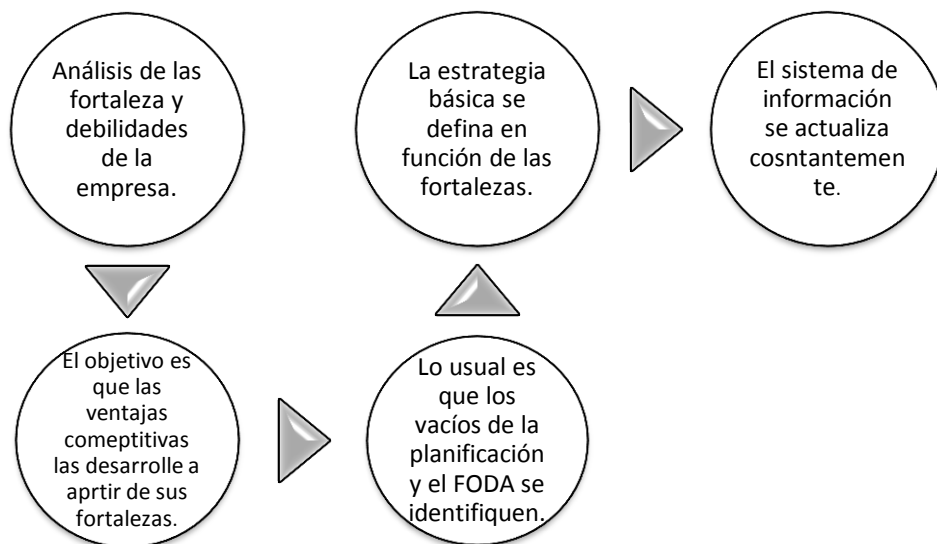 Análisis de las
fortaleza y
debilidades
de la
empresa.
El objetivo es
que las
ventajas
comeptitivas
las desarrolle a
aprtir de sus
fortalezas.
Lo usual es
que los
vacíos de la
planificación
y el FODA se
identifiquen.
La estrategia
básica se
defina en
función de las
fortalezas.
El sistema de
información
se actualiza
cosntantemen
te.